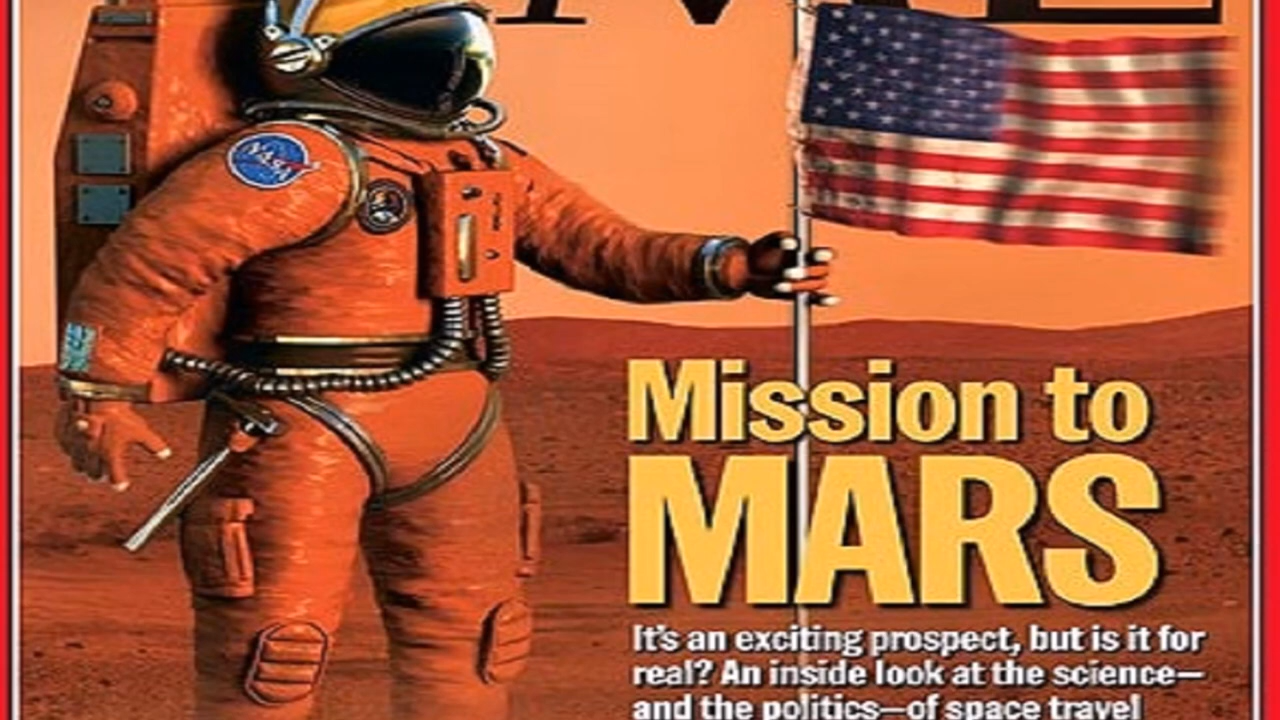 NASA
Mission to
MARS
It's an exciting prospect, but is it for
real? An inside look at the science—
and the politics—of space travel